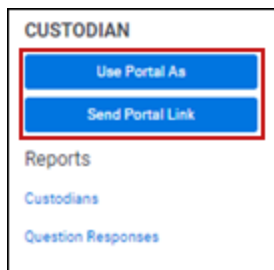 CUSTODIAN
Use Portal As
Send Portal Link
Reports
Custodians
Question Responses